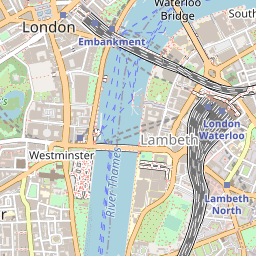 Waterloo
Bridge
South
London
Embankment
London
Waterloo
Lambeth
Westminster
River Thames
Lambeth
North
r